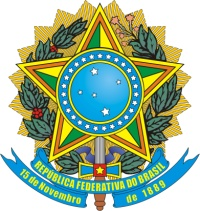 REPÚBLICA FEDERATIVA DO BRASIL
15 de Novembro de 1889